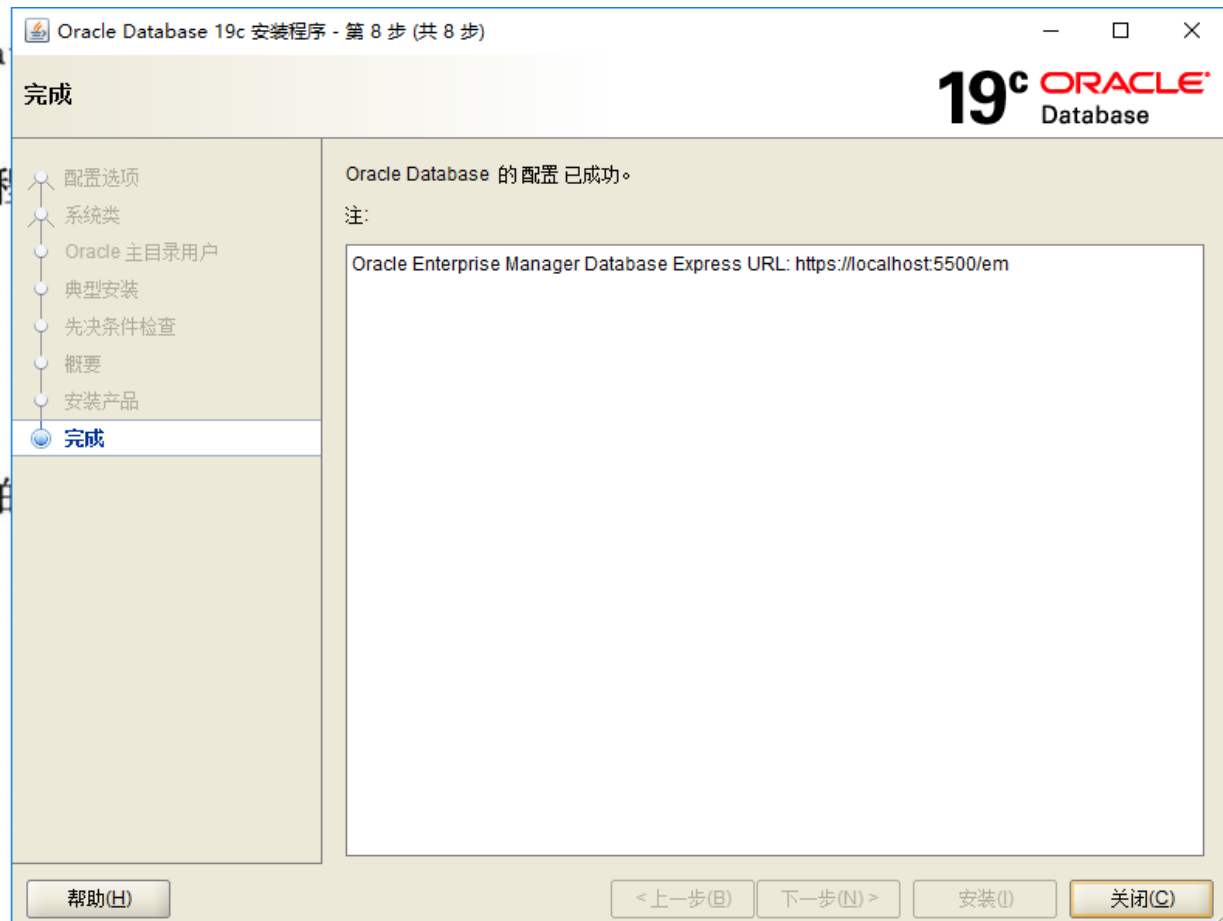 Oracle Database 19c 安装程序 - 第 8 步 (共 8 步)
完成
19c ORACLE
Database
配置选项
系统类
Oracle 主目录用户
典型安装
先决条件检查
概要
安装产品
完成
Oracle Database 的 配置 已成功。
注:
Oracle Enterprise Manager Database Express URL: https://localhost:5500/em
帮助(H)
<上一步(B)
下一步(N) >
安装(I)
关闭(C)